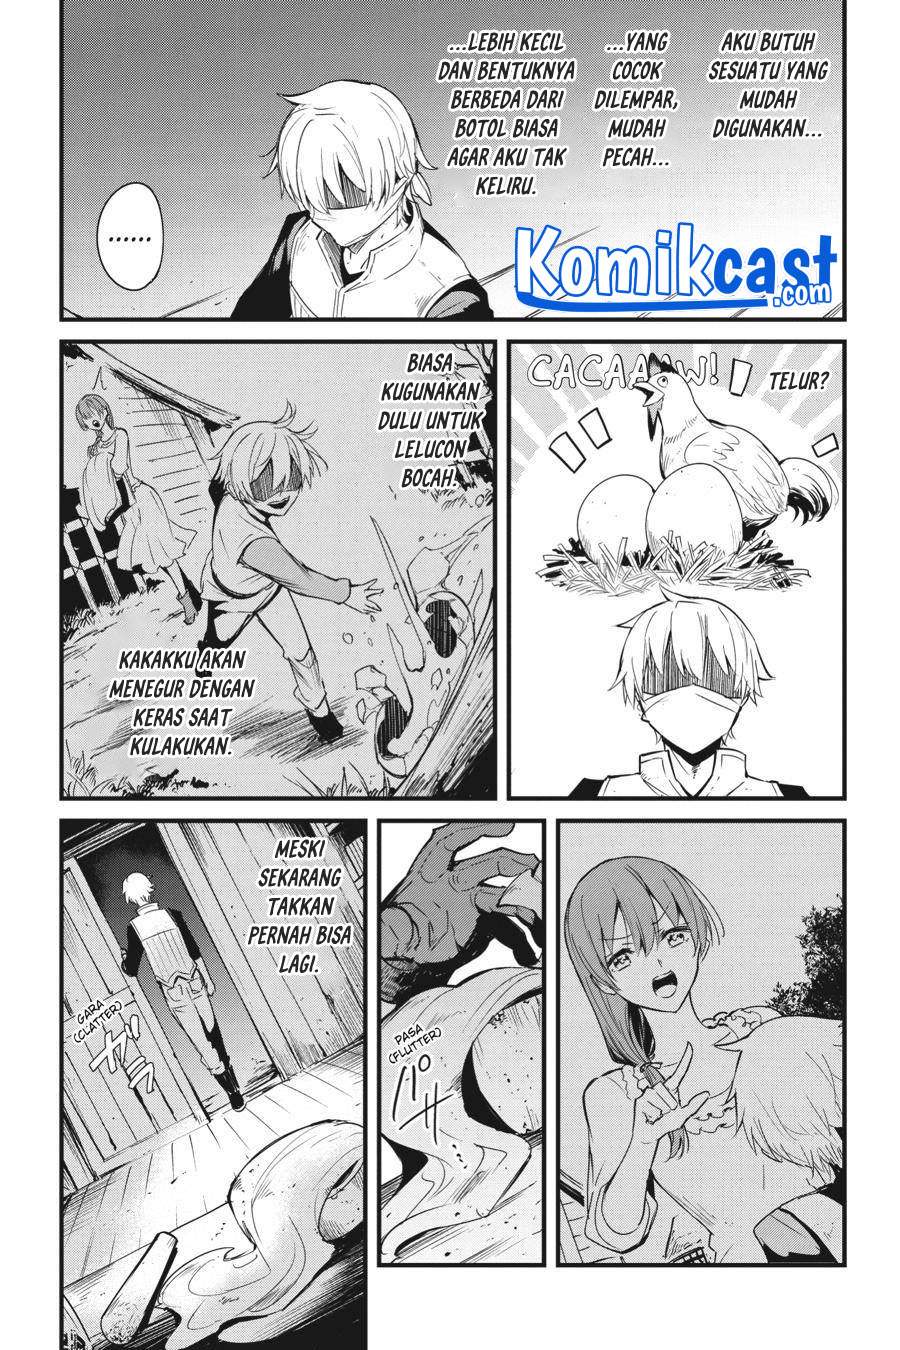 AKU BUTUH
SESUATU YANG
MUDAH
DIGUNAKAN...
...YANG
COCOK
DILEMPAR,
MUDAH
PECAH...
...LEBIH KECIL
DAN BENTUKNYA
BERBEDA DARI
BOTOL BIASA
AGAR AKU TAK
KELIRU.
......
Komikcast
.com
TELUR?
CACAAAW!
BIASA
KUGUNAKAN
DULU UNTUK
LELUCON
BOCAH.
KAKAKKU AKAN
MENEGUR DENGAN
KERAS SAAT
KULAKUKAN.
PASA
(FLUTTER)
パサ…
MESKI
SEKARANG
TAKKAN
PERNAH BISA
LAGI.
GARA
(CLATTER)
ガラ